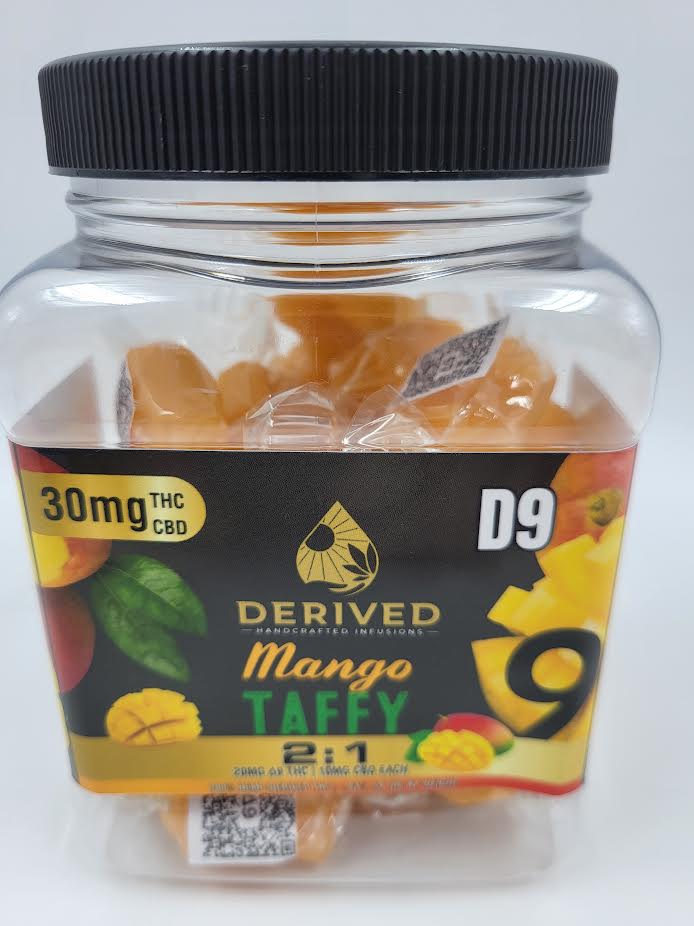 30mg THC CBD
D9
DERIVED
HANDCRAFTED INFUSIONS
Mango
TAFFY
9
2:1
20MG Δ9 THC | 10MG CBD EACH